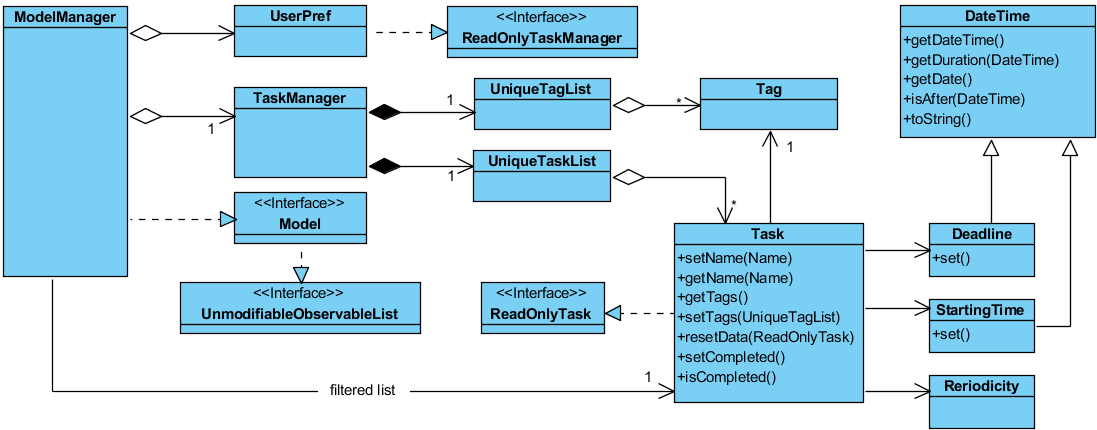 ModelManager
UserPref
<<Interface>>
ReadOnlyTaskManager
DateTime
+getDateTime()
+getDuration(DateTime)
+getDate()
+isAfter(DateTime)
+toString()
TaskManager
1
UniqueTagList
1
Tag
*
UniqueTaskList
1
1
*
<<Interface>>
Model
<<Interface>>
UnmodifiableObservableList
<<Interface>>
ReadOnlyTask
Task
+setName(Name)
+getName(Name)
+getTags()
+setTags(UniqueTagList)
+resetData(ReadOnlyTask)
+setCompleted()
+isCompleted()
Deadline
+set()
StartingTime
+set()
Reriodicity
filtered list
1